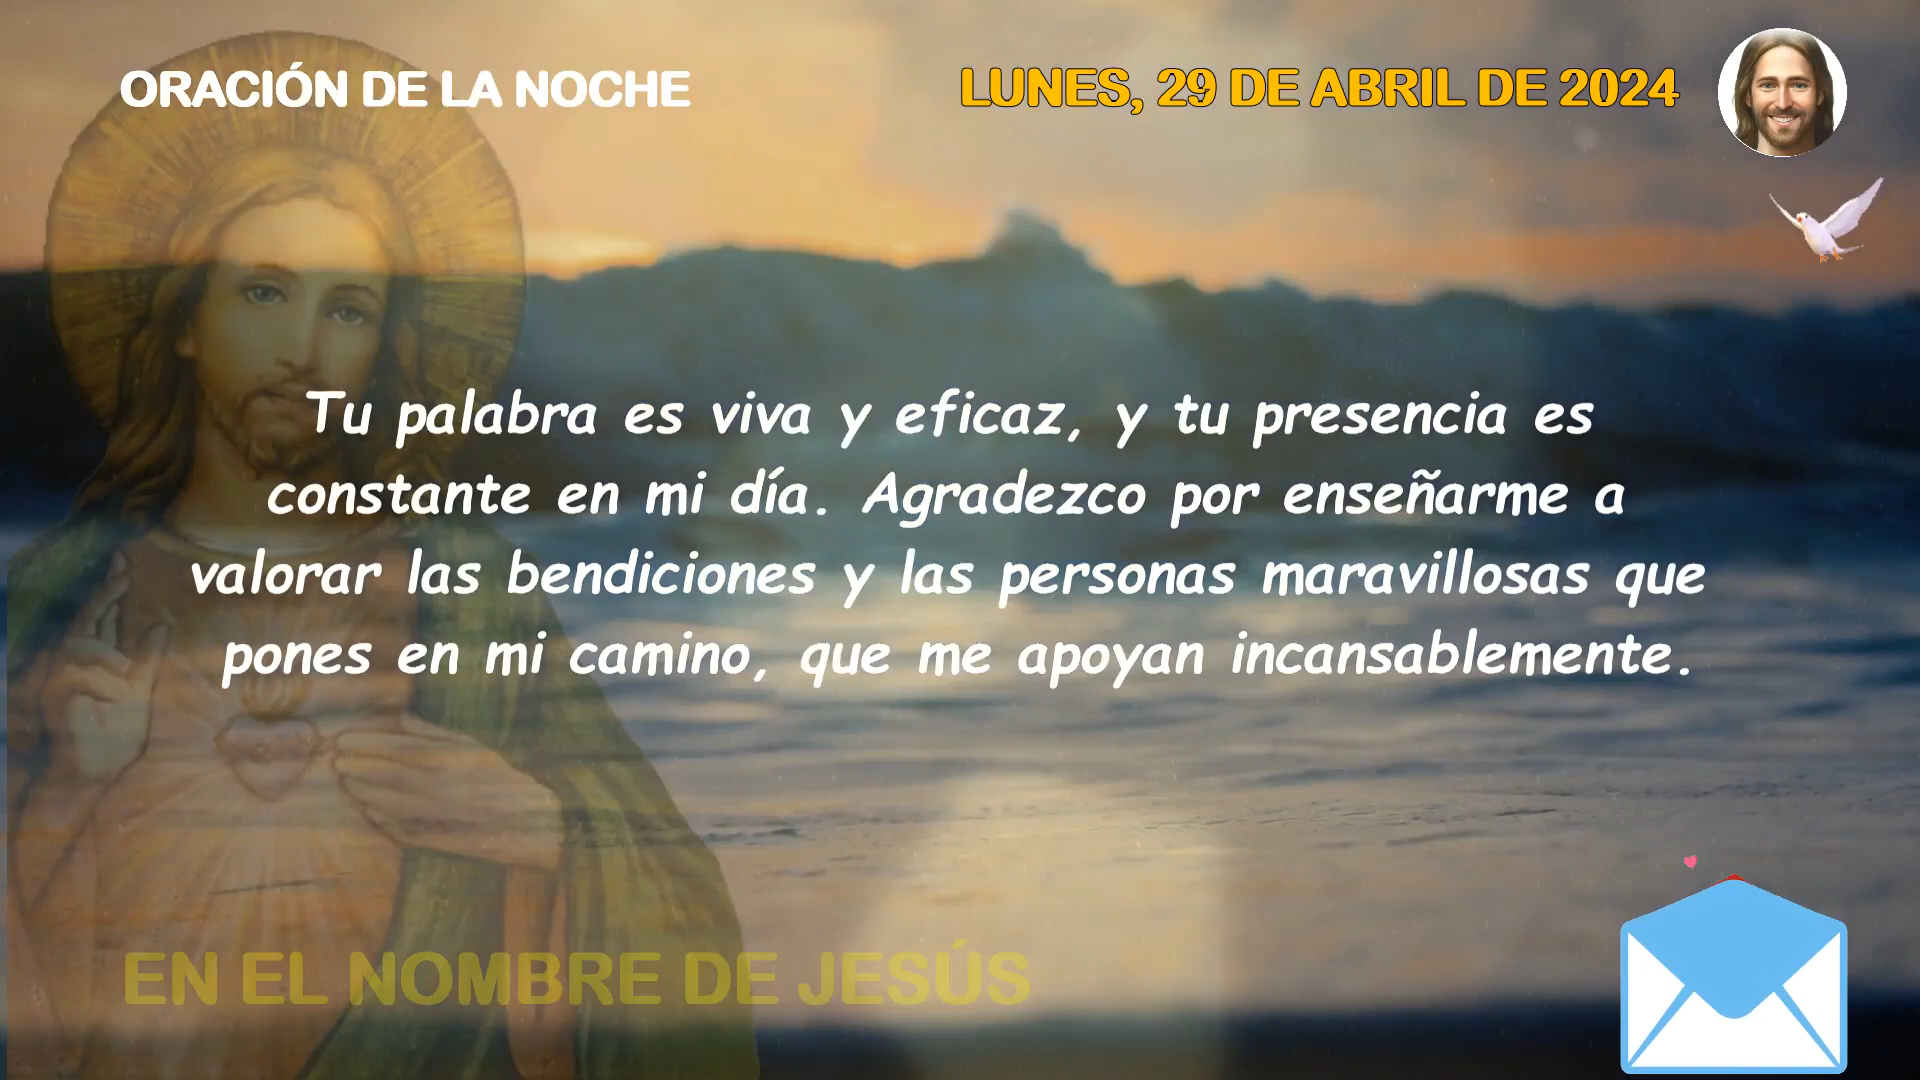 ORACIÓN DE LA NOCHE
LUNES, 29 DE ABRIL DE 2024
Tu palabra es viva y eficaz, y tu presencia es
constante en mi día. Agradezco por enseñarme a
valorar las bendiciones y las personas maravillosas que
pones en mi camino, que me apoyan incansablemente.
EN EL NOMBRE DE JESÚS